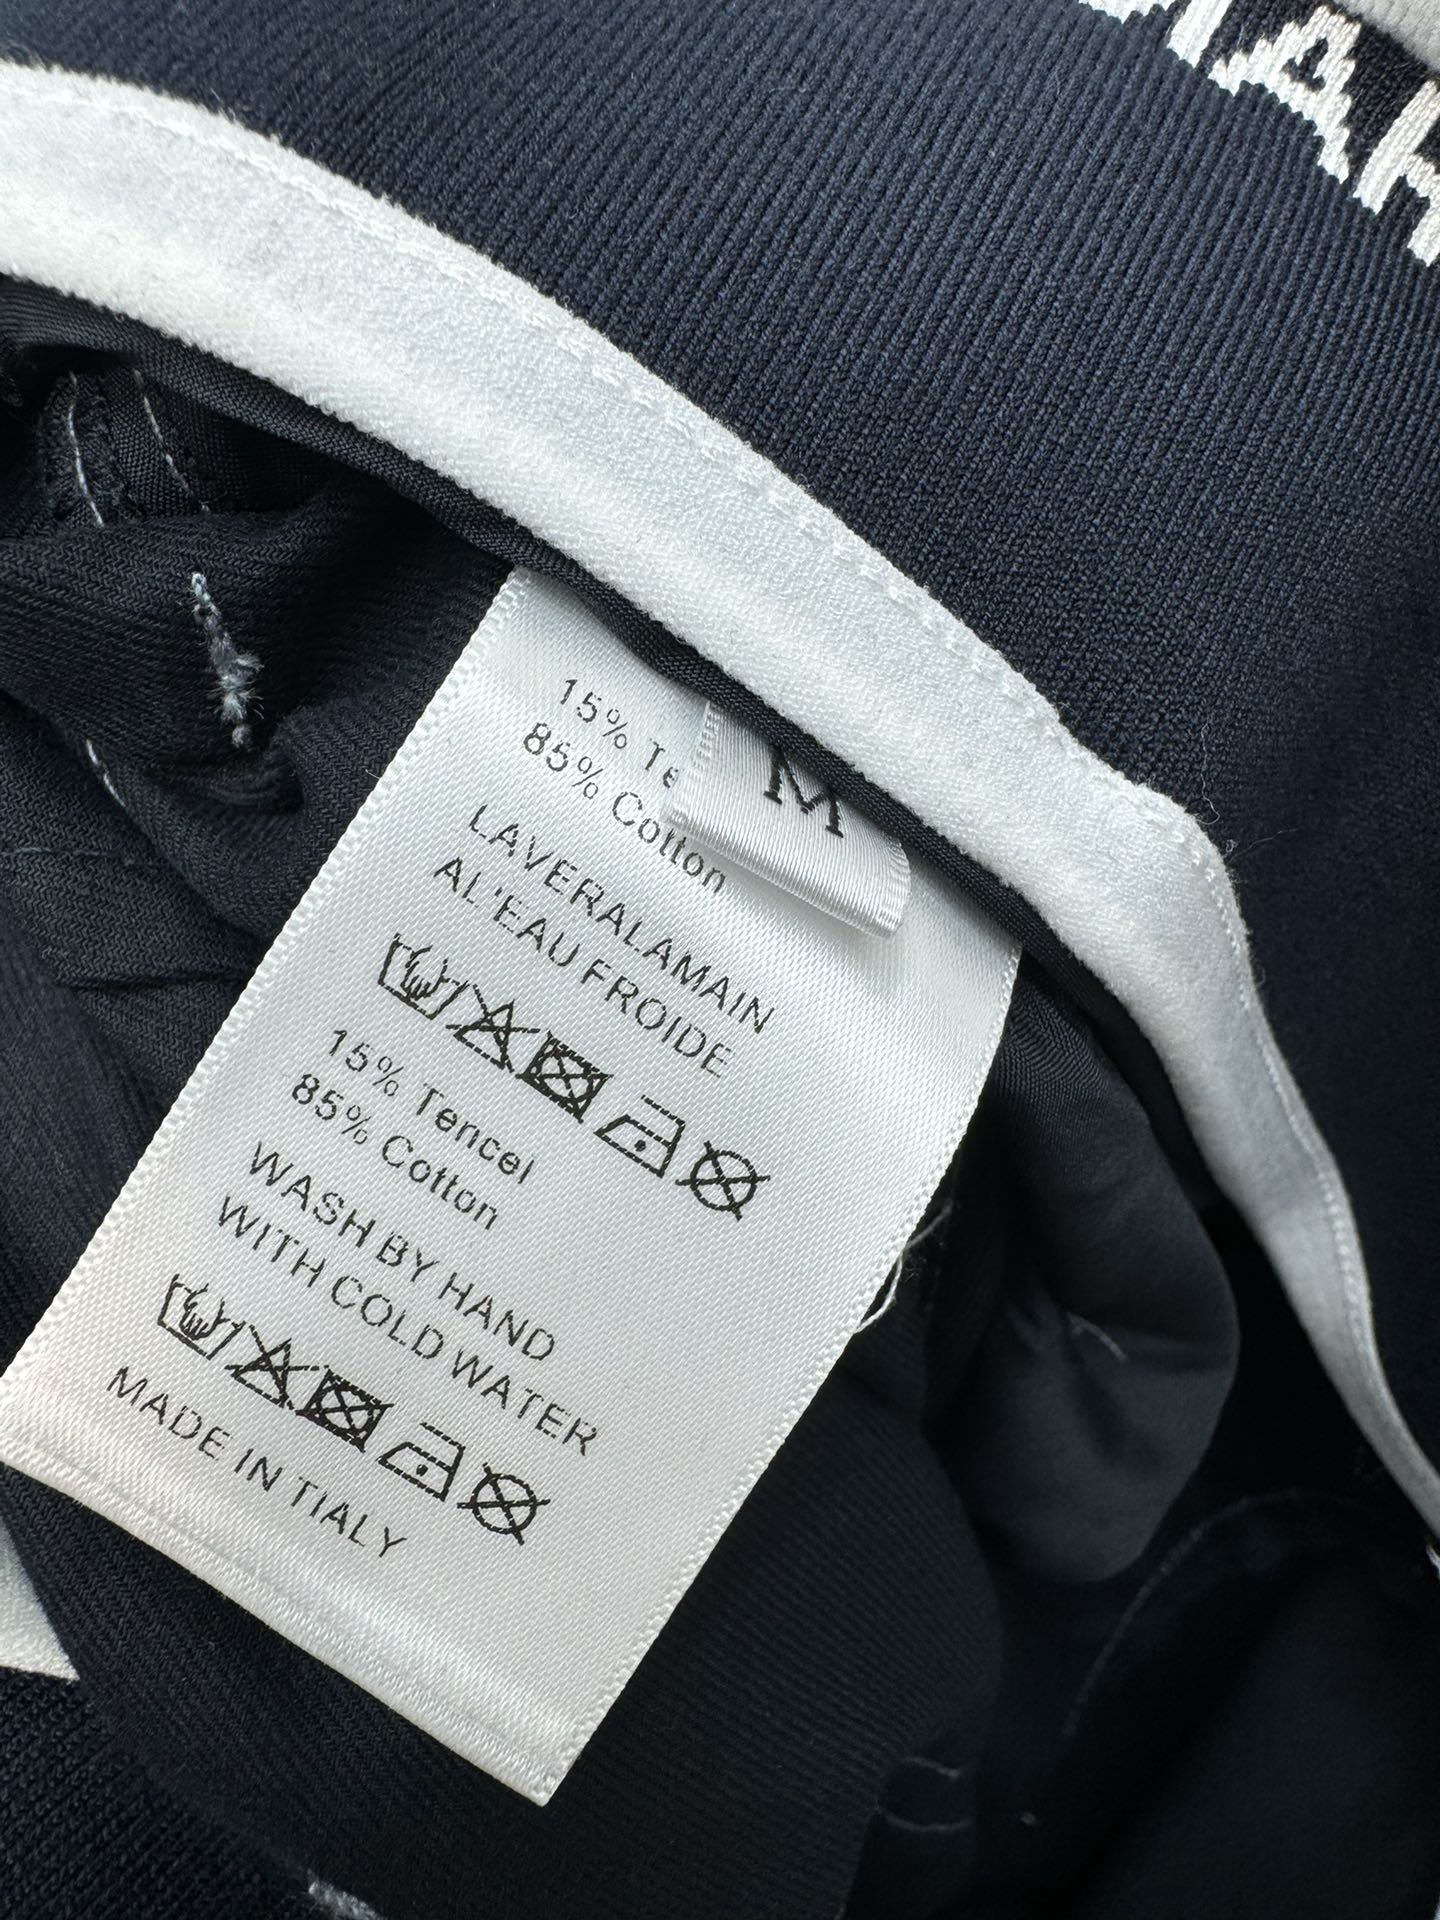 M
15% Te
85% Cotton
LAVERALAMAIN
AL'EAU FROIDE
15% Tencel
85% Cotton
WASH BY HAND
WITH COLD WATER
MADE IN TIALY